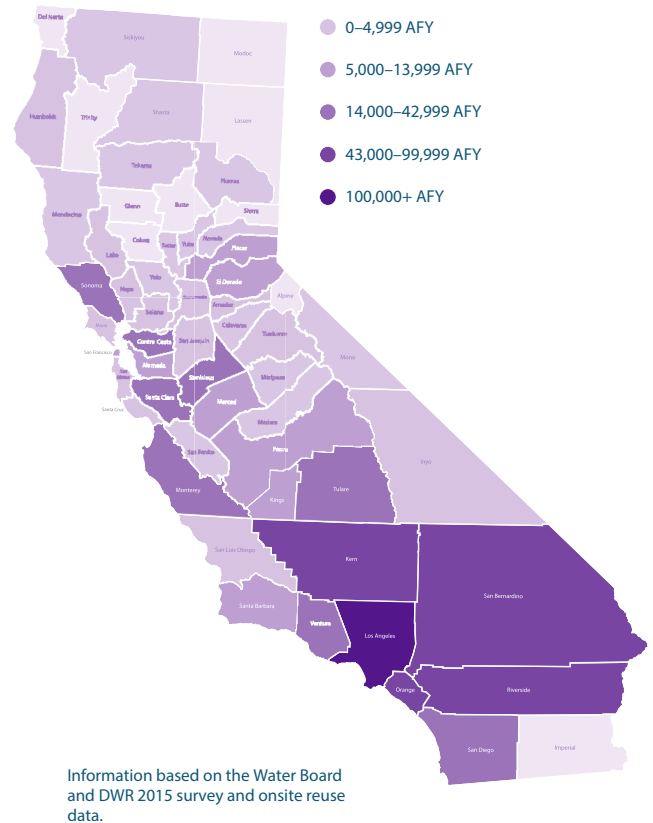 Del Norte
Siskiyou
Modoc
0–4,999 AFY
5,000–13,999 AFY
14,000–42,999 AFY
43,000–99,999 AFY
100,000+ AFY
Humboldt
Trinity
Shasta
Lassen
Tehama
Plumas
Mendocino
Glenn
Butte
Sierra
Colusa
Lake
Sutter
Yuba
Nevada
Placer
Sonoma
Napa
Yolo
El Dorado
Sacramento
Amador
Alpine
Solano
Marin
Calaveras
Tuolumne
San Francisco
Contra Costa
San Joaquin
Mono
Alameda
San Mateo
Stanislaus
Mariposa
Santa Clara
Santa Cruz
Merced
Madera
San Benito
Fresno
Inyo
Monterey
Kings
Tulare
San Luis Obispo
Kern
San Bernardino
Santa Barbara
Ventura
Los Angeles
Orange
Riverside
San Diego
Imperial
Information based on the Water Board
and DWR 2015 survey and onsite reuse
data.